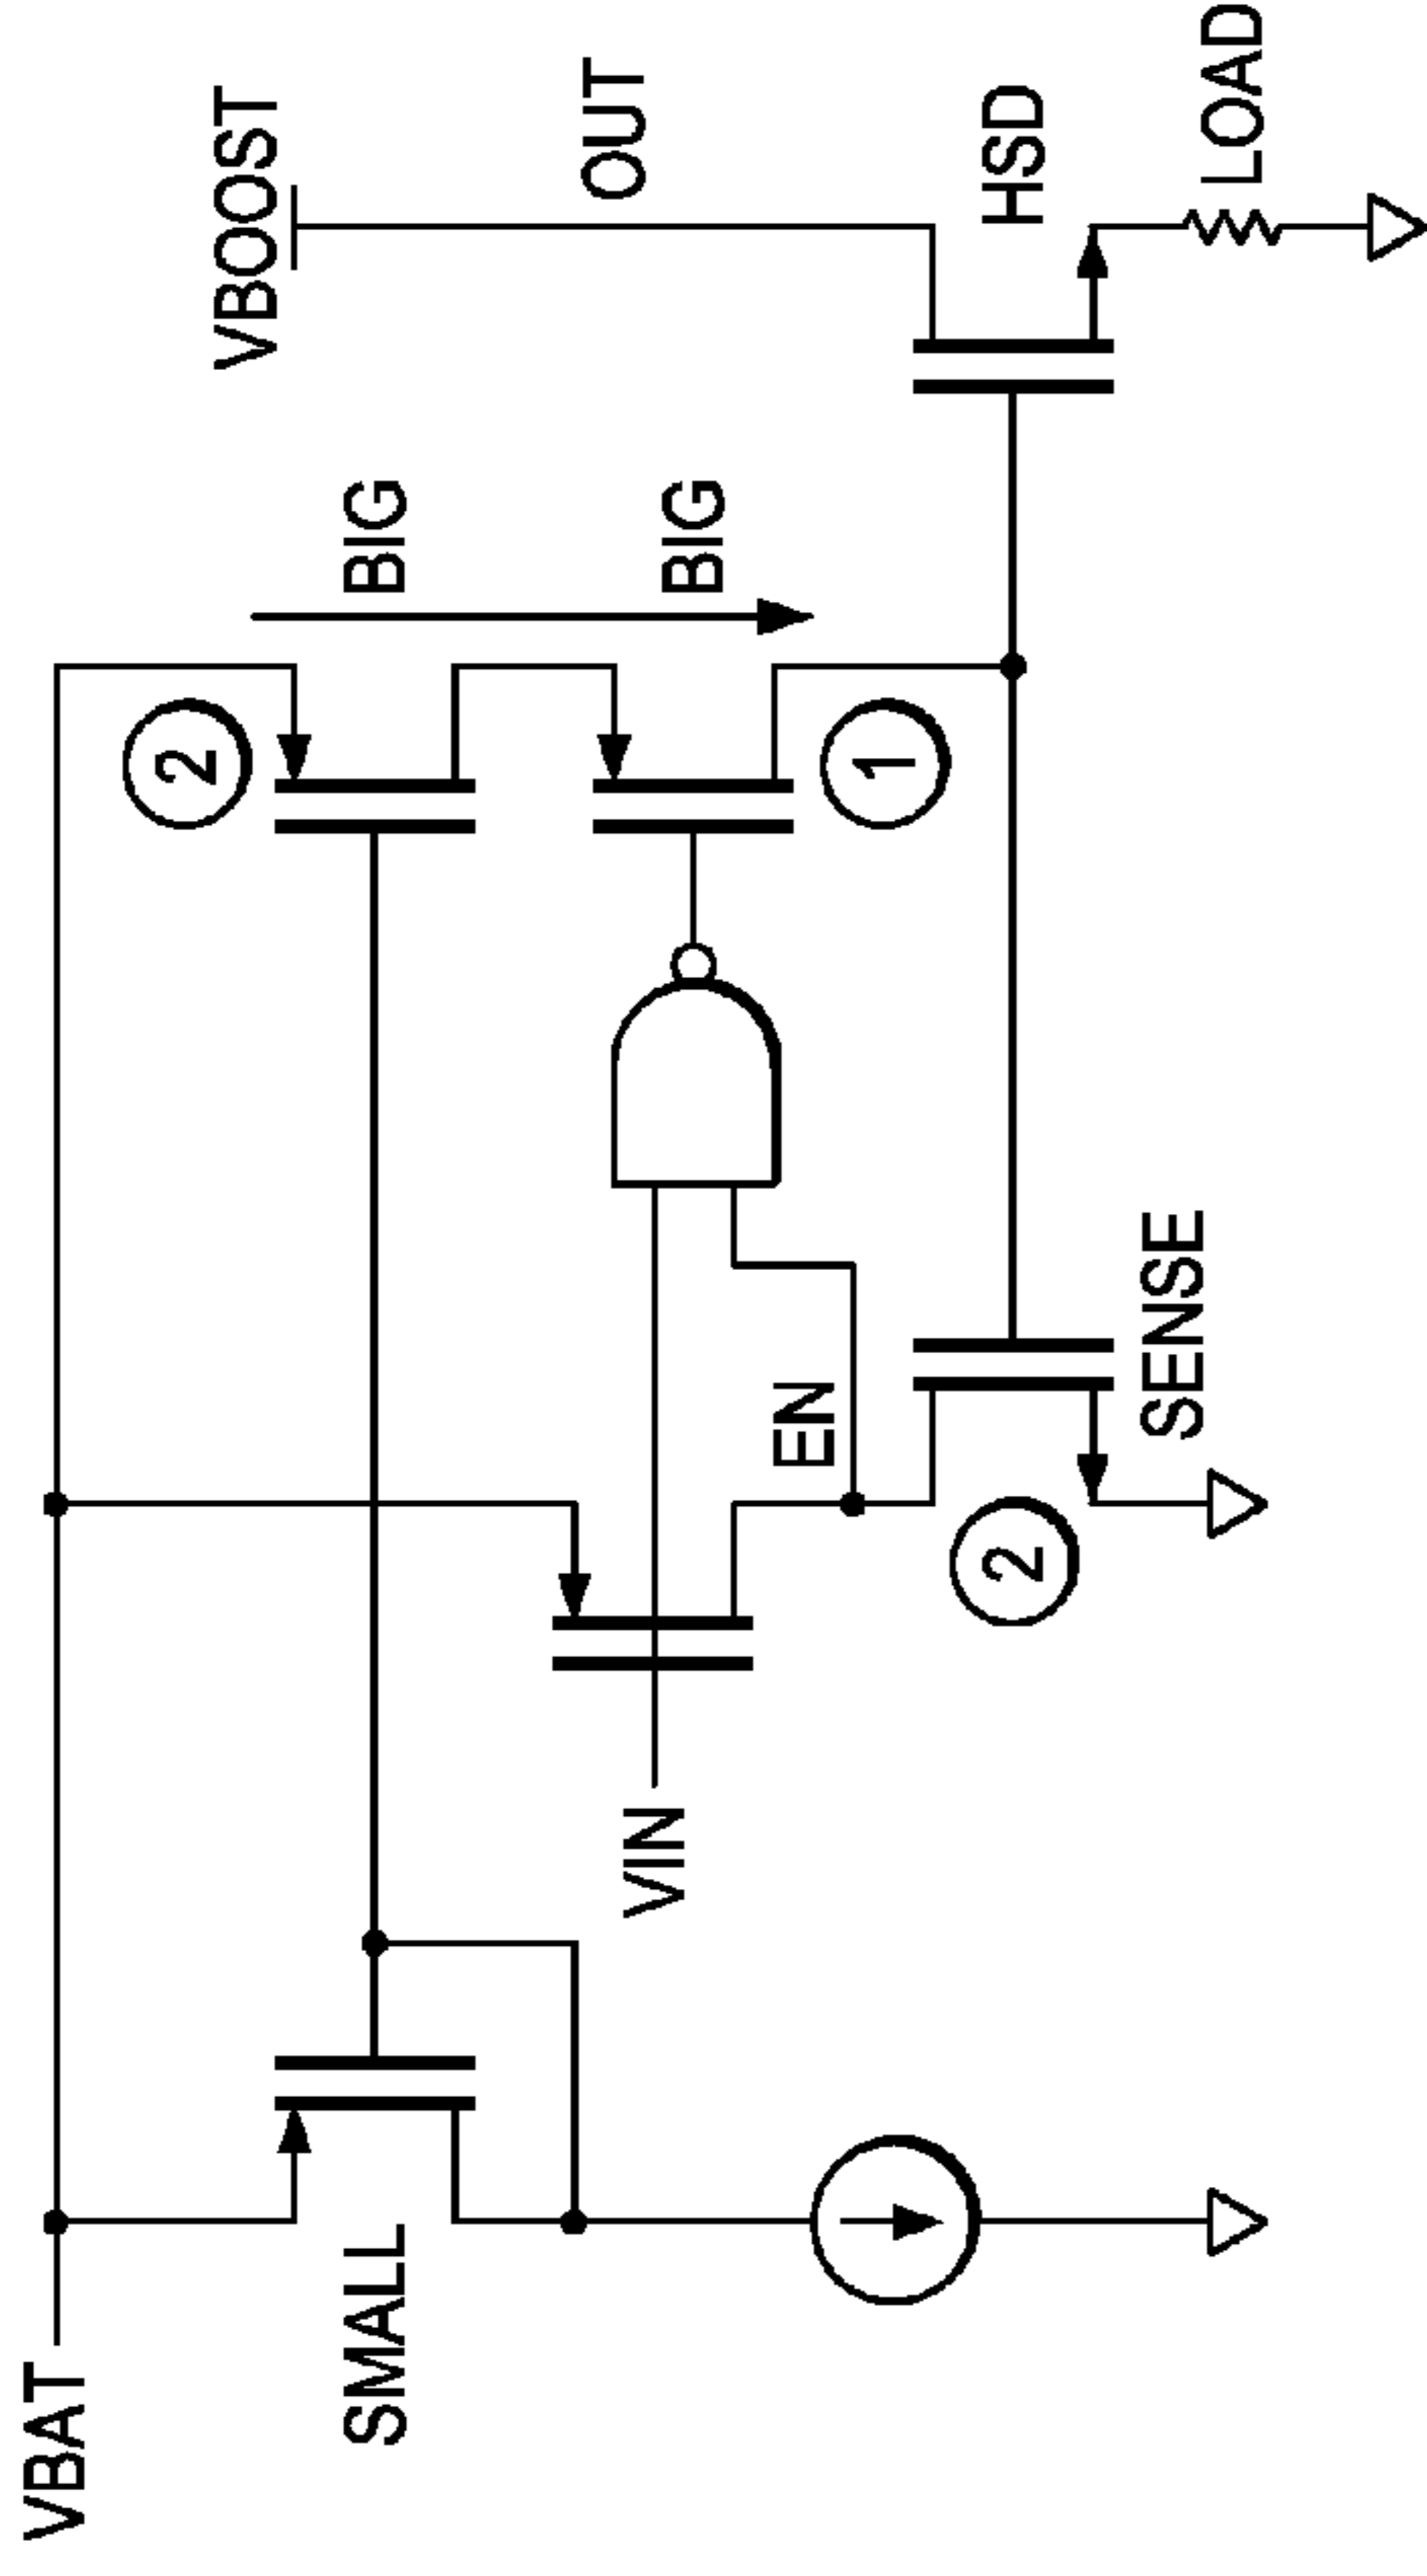 VBAT
SMALL
VIN
EN
SENSE
2
2
1
BIG
BIG
VBOOST
OUT
HSD
LOAD